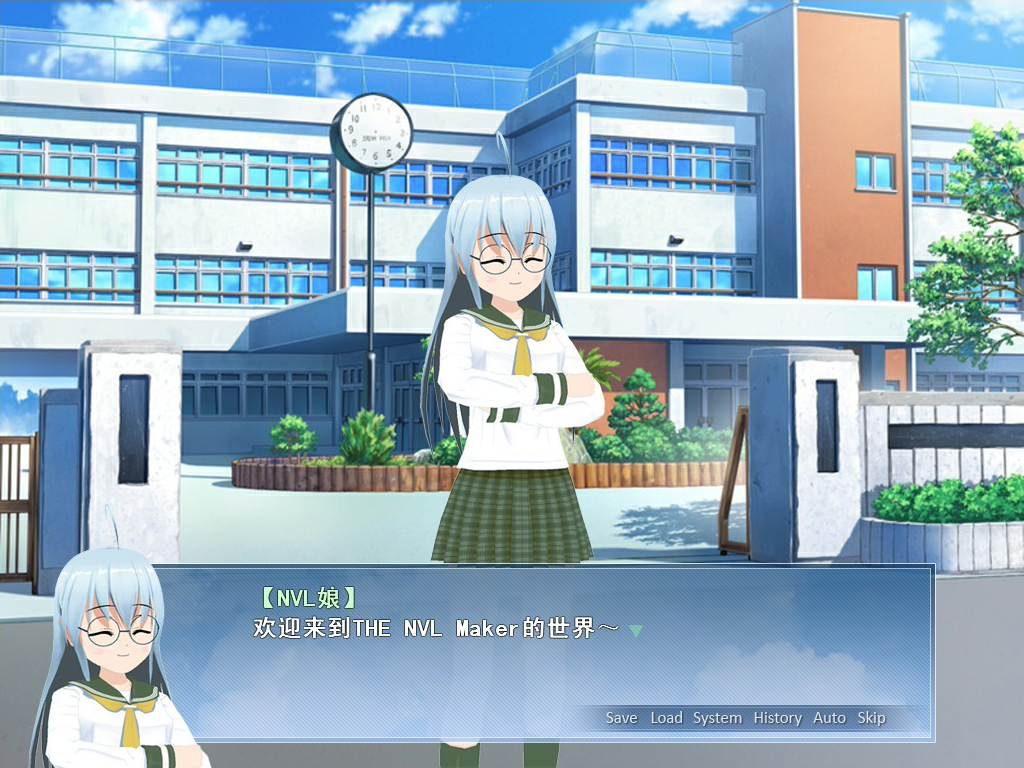 【NVL娘】
欢迎来到THE NVL Maker的世界～
Save Load System History Auto Skip